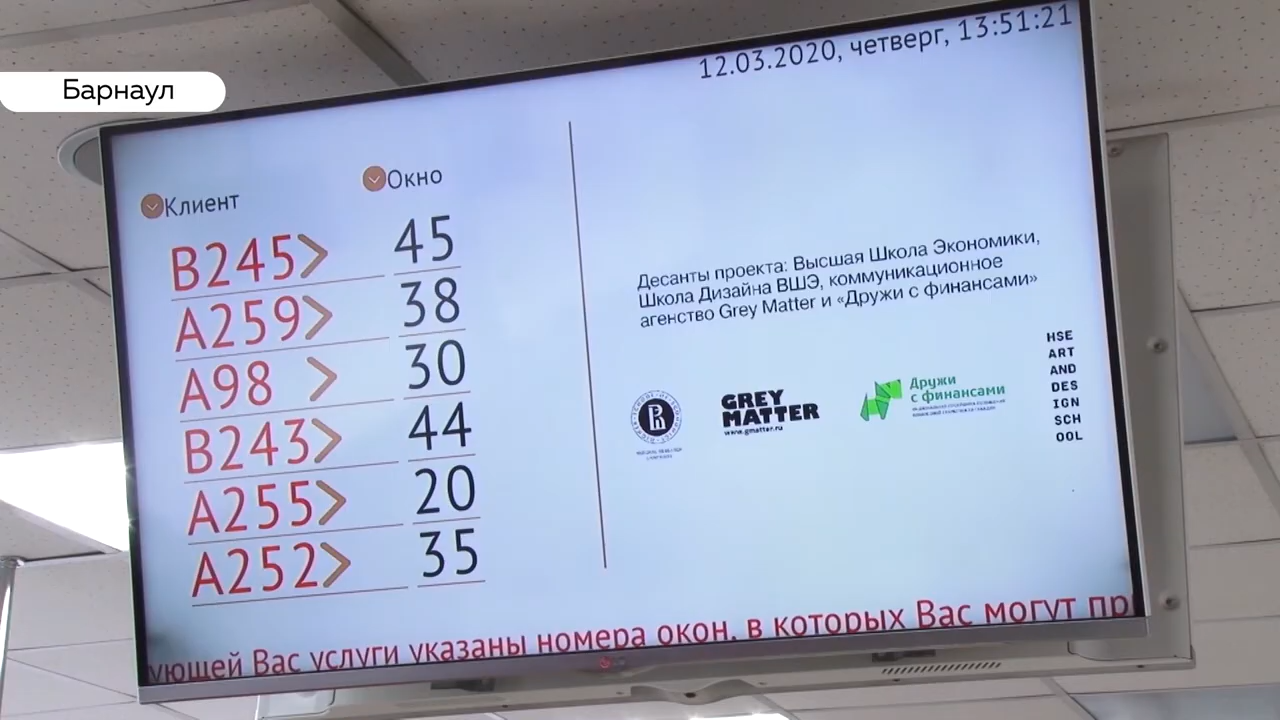 Барнаул
12.03.2020, четверг, 13:51:21
Клиент Окно
B245 > 45
A259 > 38
A98 > 30
B243 > 44
A255 > 20
A252 > 35
Десанты проекта: Высшая Школа Экономики,
Школа Дизайна ВШЭ, коммуникационное
агенство Grey Matter и «Дружи с финансами»
GREY
MATTER
www.gmatter.ru
Дружи
с финансами
HSE
ART
AND
DES
IGN
SCH
OOL
ующей Вас услуги указаны номера окон, в которых Вас могут пр